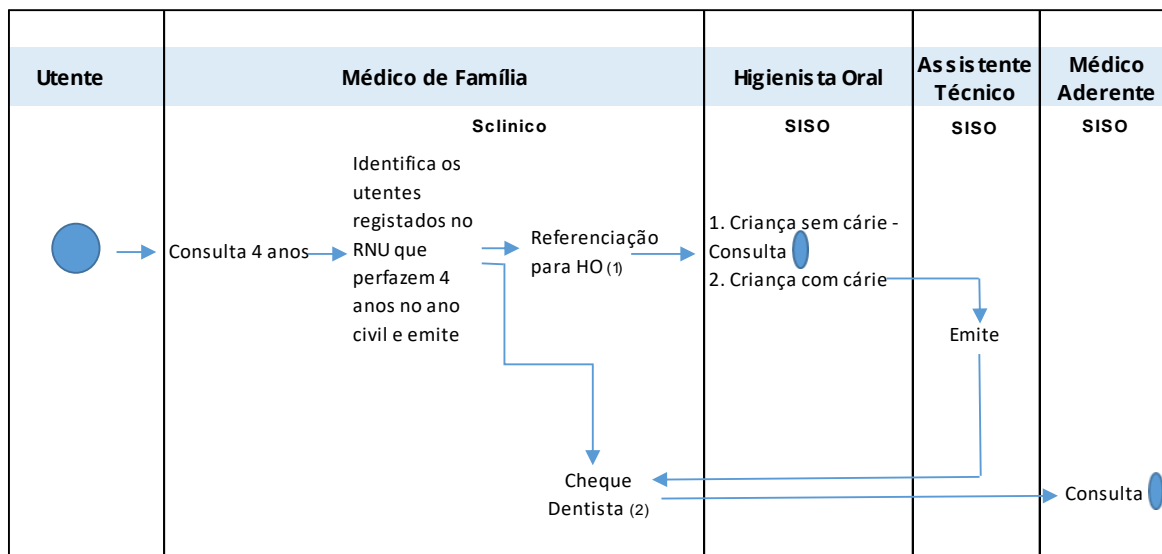 Utente
Médico de Família
Higienista Oral
Assistente
Técnico
Médico
Aderente
Sclinico
SISO
SISO
SISO
Consulta 4 anos
Identifica os
utentes
registados no
RNU que
perfazem 4
anos no ano
civil e emite
Referenciação
para HO (1)
1. Criança sem cárie -
Consulta
2. Criança com cárie
Emite
Cheque
Dentista (2)
Consulta